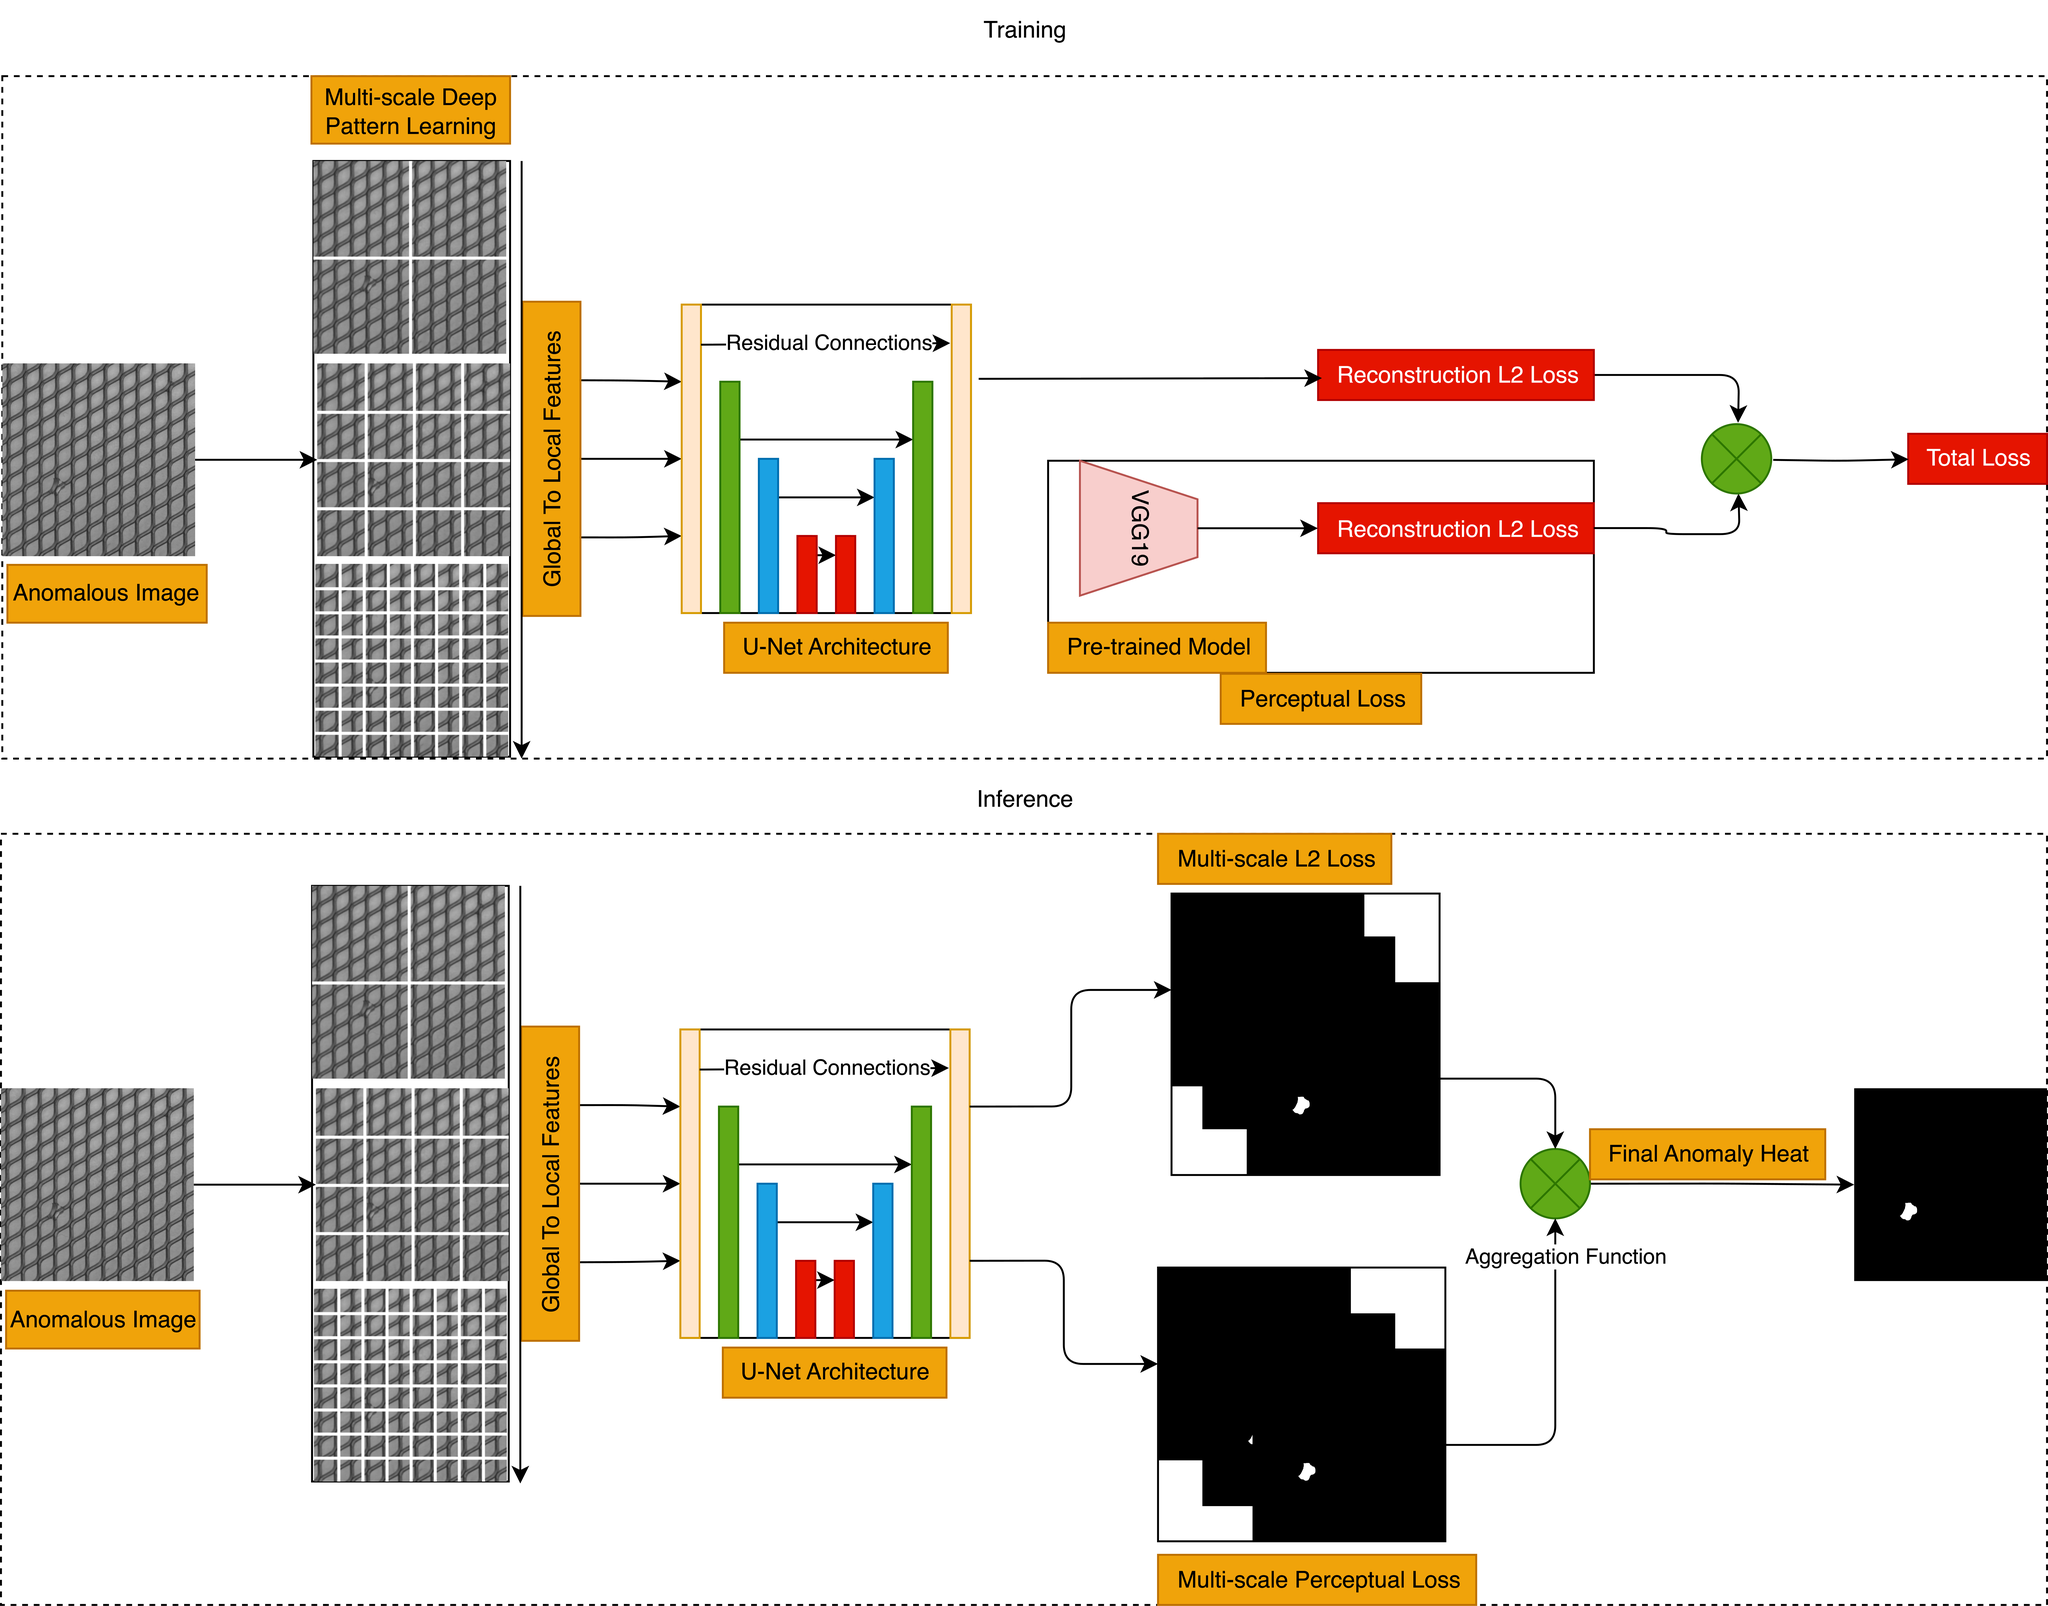 Training
Multi-scale Deep
Pattern Learning
Global To Local Features
Residual Connections
Reconstruction L2 Loss
Total Loss
VGG19
Reconstruction L2 Loss
Anomalous Image
U-Net Architecture
Pre-trained Model
Perceptual Loss
Inference
Multi-scale L2 Loss
Global To Local Features
Residual Connections
Final Anomaly Heat
Aggregation Function
Anomalous Image
U-Net Architecture
Multi-scale Perceptual Loss